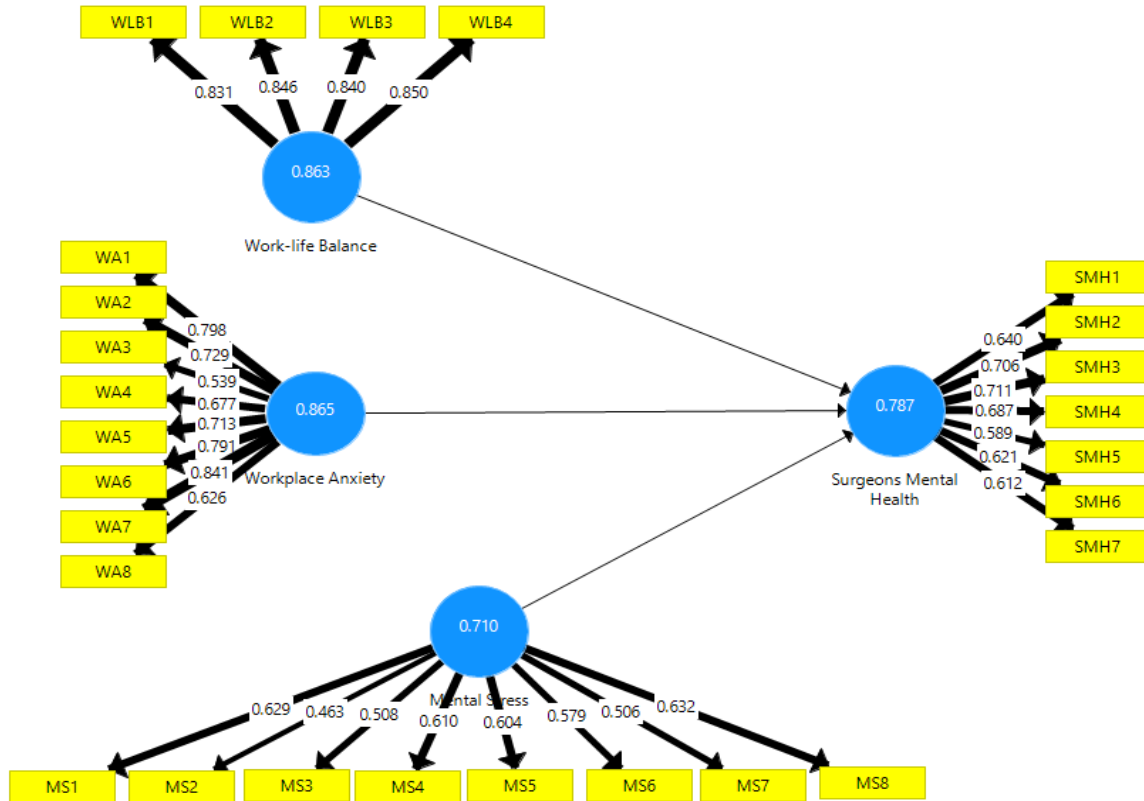 WLB1 WLB2 WLB3 WLB4
0.831 0.846 0.840 0.850
0.863
Work-life Balance
WA1
WA2
WA3
WA4
WA5
WA6
WA7
WA8
0.798
0.729
0.539
0.677
0.713
0.791
0.841
0.626
0.865
Workplace Anxiety
0.787
Surgeons Mental
Health
0.640
0.706
0.711
0.687
0.589
0.621
0.612
SMH1
SMH2
SMH3
SMH4
SMH5
SMH6
SMH7
0.710
Mental Stress
0.629 0.463 0.508 0.610 0.604 0.579 0.506 0.632
MS1 MS2 MS3 MS4 MS5 MS6 MS7 MS8